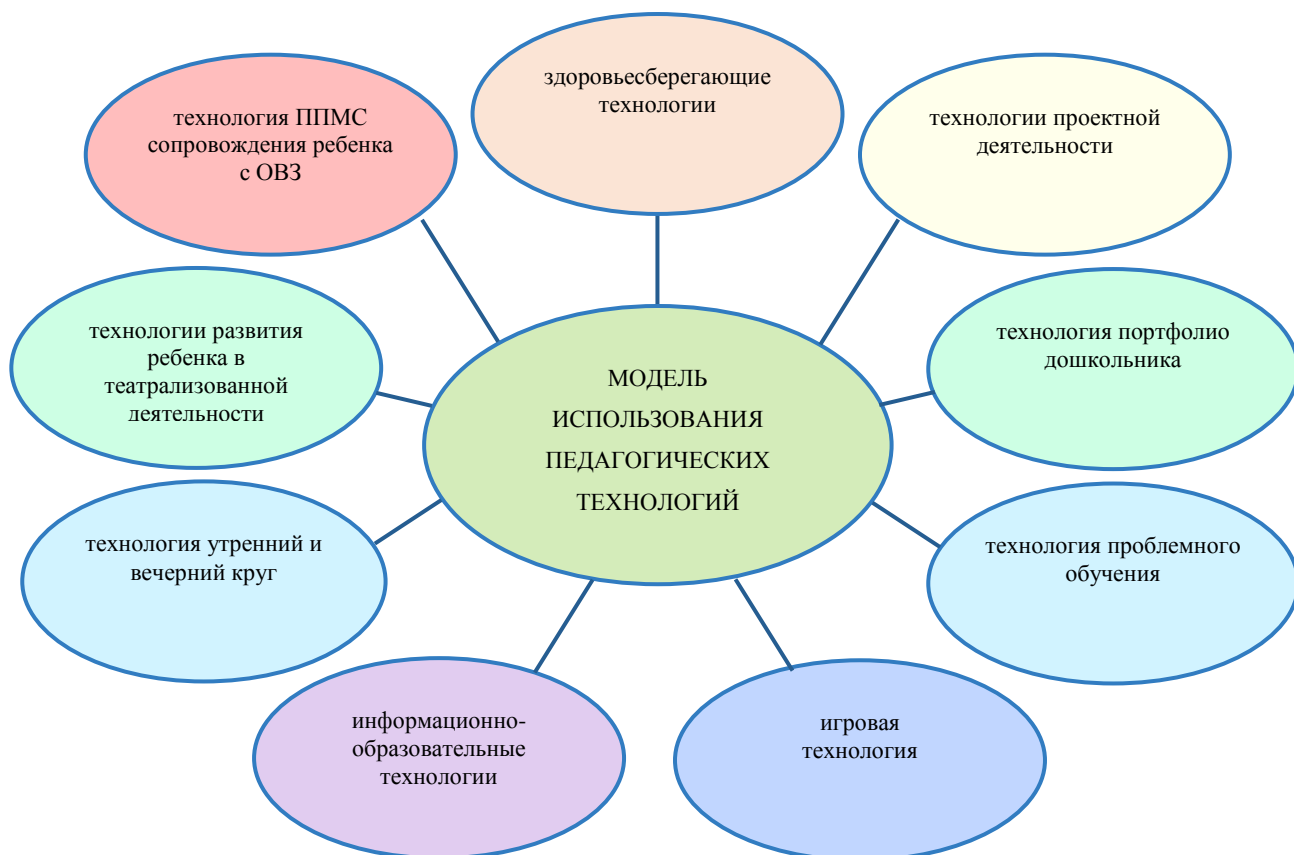 здоровьесберегающие
технологии
технология ППМС
сопровождения ребенка
с ОВЗ
технологии проектной
деятельности
технологии развития
ребенка в
театрализованной
деятельности
МОДЕЛЬ
ИСПОЛЬЗОВАНИЯ
ПЕДАГОГИЧЕСКИХ
ТЕХНОЛОГИЙ
технология портфолио
дошкольника
технология утренний и
вечерний круг
технология проблемного
обучения
информационно-
образовательные
технологии
игровая
технология